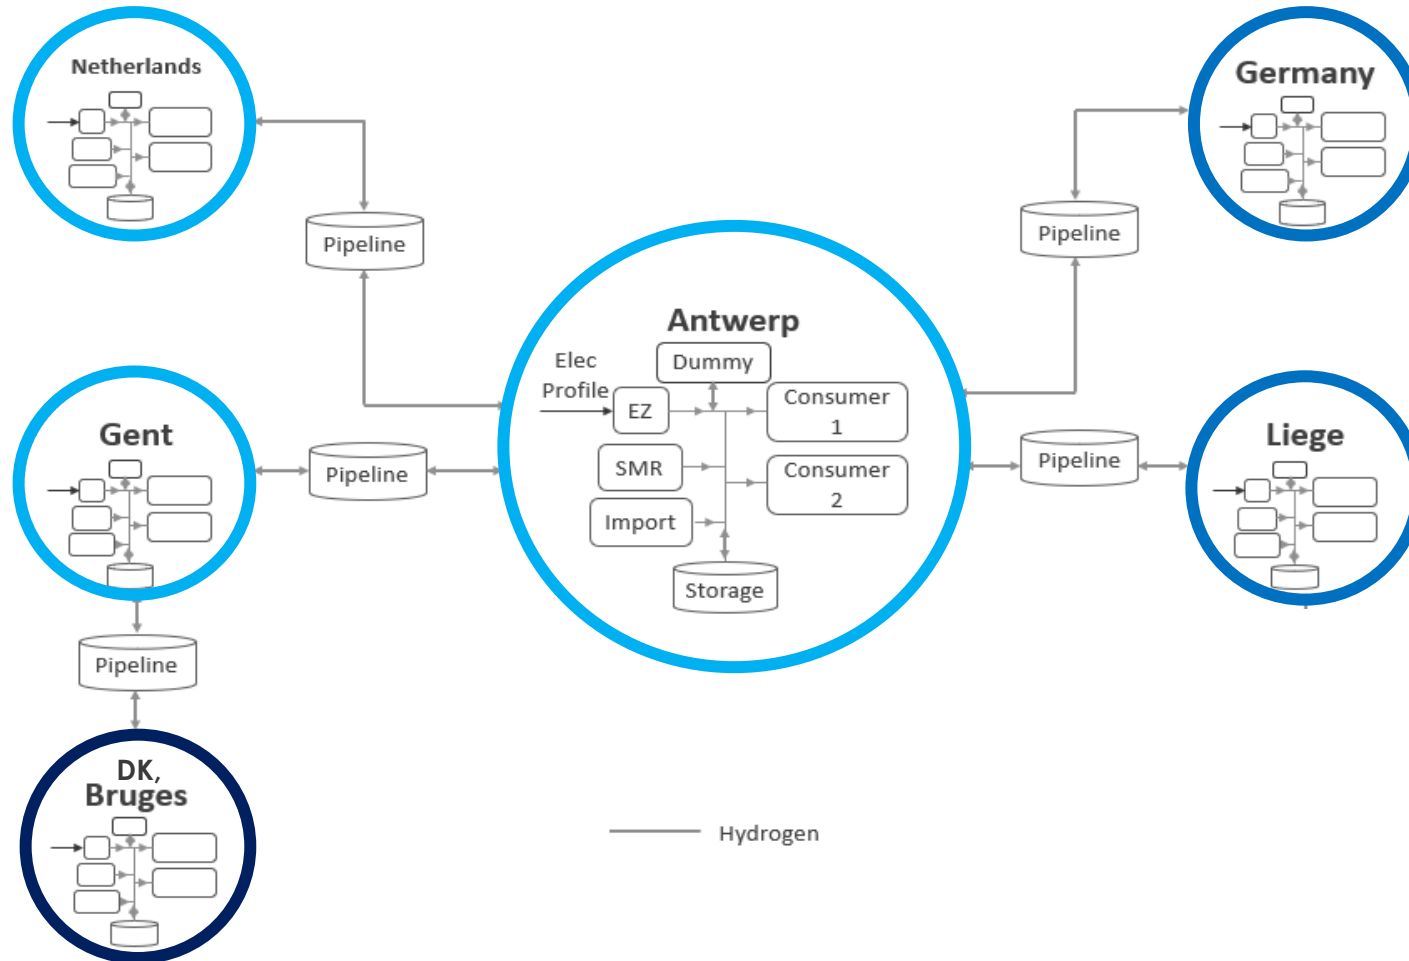 Netherlands
Germany
Pipeline
Pipeline
Antwerp
Elec
Profile
Dummy
EZ
Consumer
1
Gent
Pipeline
SMR
Consumer
2
Pipeline
Liege
Import
Storage
Pipeline
DK,
Bruges
Hydrogen